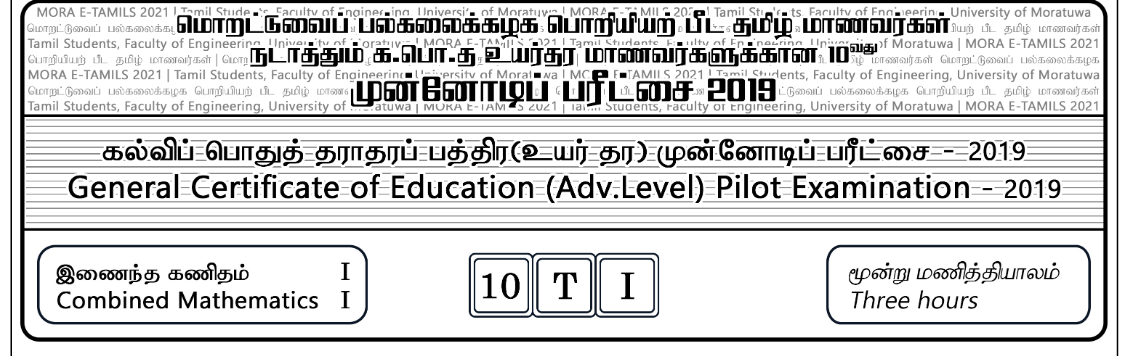 MORA E-TAMILS 2021 | Tamil Students, Faculty of Engineering, University of Moratuwa | MORA E-TAMILS 2021 | Tamil Students, Faculty of Engineering, University of Moratuwa
மொறட்டுவைப் பல்கலைக்கழக பொறியியற் பீட தமிழ் மாணவர்கள்
நடாத்தும் க.பொ.த உயர்தர மாணவர்களுக்கான 10வது
முன்னோடிப் பரீட்சை 2019
கல்விப் பொதுத் தராதரப் பத்திர(உயர் தர) முன்னோடிப் பரீட்சை - 2019
General Certificate of Education (Adv.Level) Pilot Examination - 2019
இணைந்த கணிதம் I
Combined Mathematics I
10 T I
மூன்று மணித்தியாலம்
Three hours